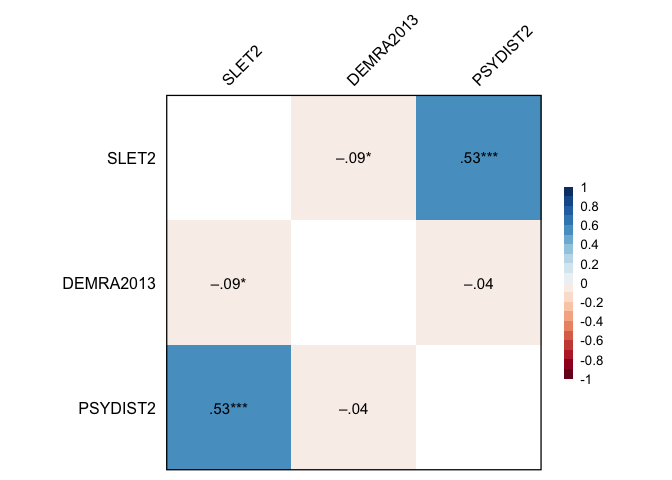 SLET2 DEMRA2013 PSYDIST2
SLET2 –.09* .53***
DEMRA2013 –.09* –.04
PSYDIST2 .53*** –.04
1
0.8
0.6
0.4
0.2
0
-0.2
-0.4
-0.6
-0.8
-1